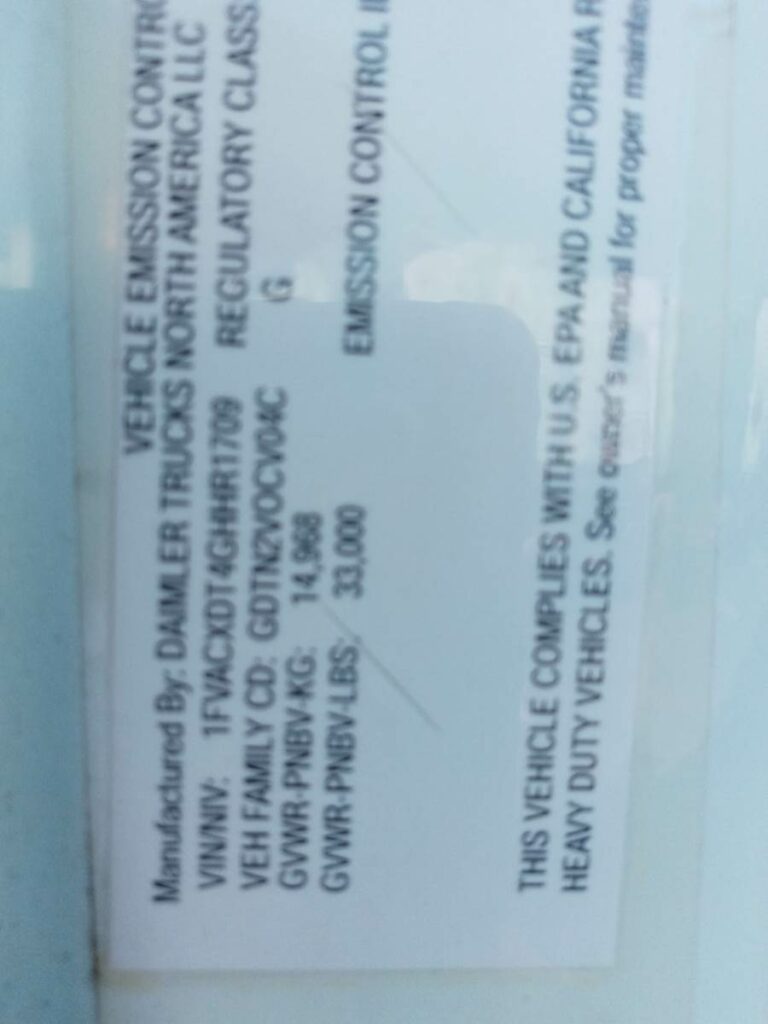 VEHICLE EMISSION CONTRO
Manufactured By: DAIMLER TRUCKS NORTH AMERICA LLC
VIN/NIV: 1FVACXDT4GHHR1709 REGULATORY CLASS:
VEH FAMILY CD: GDTN2VOCV04C G
GVWR-PNBV-KG: 14,968
GVWR-PNBV-LBS: 33,000 EMISSION CONTROL
THIS VEHICLE COMPLIES WITH U.S. EPA AND CALIFORNIA R
HEAVY DUTY VEHICLES. See owner's manual for proper mainte